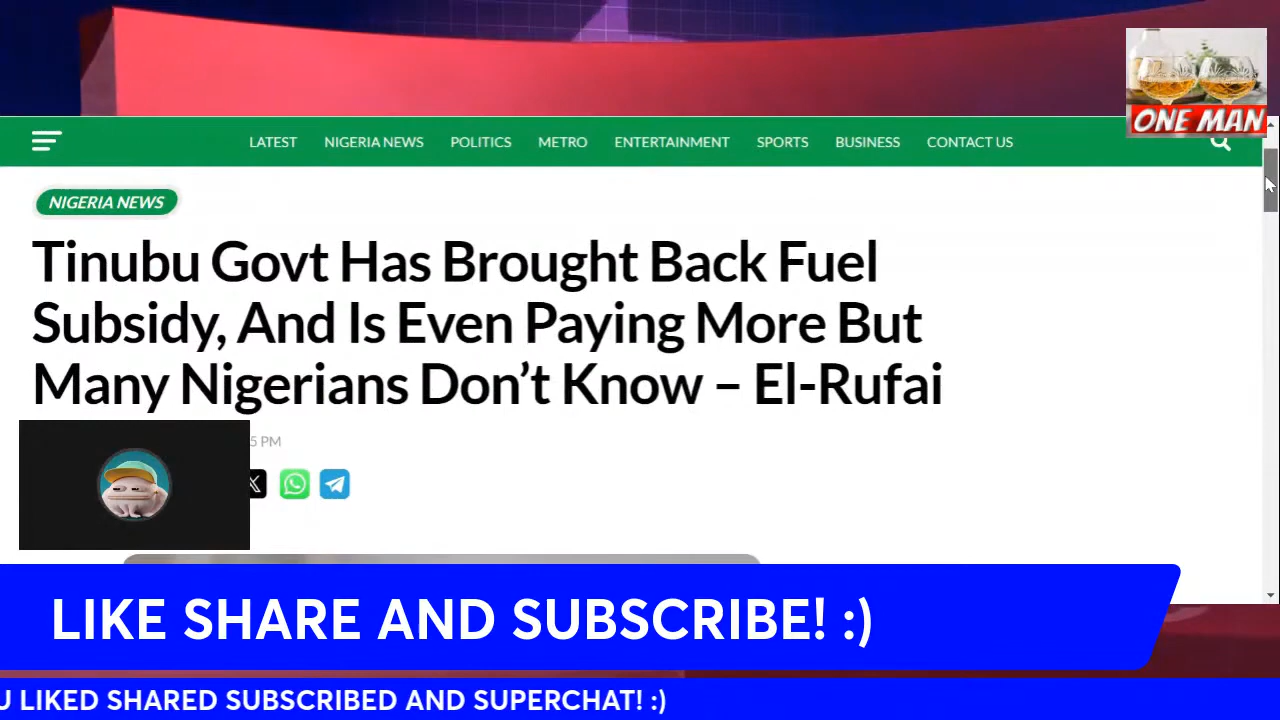 ONE MAN
LATEST NIGERIA NEWS POLITICS METRO ENTERTAINMENT SPORTS BUSINESS CONTACT US
NIGERIA NEWS
Tinubu Govt Has Brought Back Fuel
Subsidy, And Is Even Paying More But
Many Nigerians Don’t Know – El-Rufai
5 PM
LIKE SHARE AND SUBSCRIBE! :)
U LIKED SHARED SUBSCRIBED AND SUPERCHAT! :)